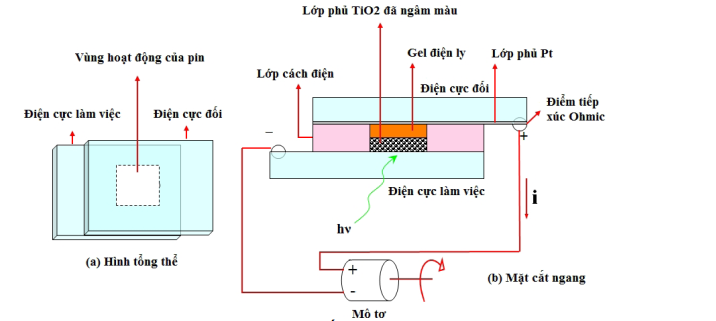 Lớp phủ TiO2 đã ngâm màu
Vùng hoạt động của pin
Gel điện ly
Lớp phủ Pt
Lớp cách điện
Điện cực đối
Điện cực làm việc
Điện cực đối
Điểm tiếp
xúc Ohmic
–
+
Điện cực làm việc
i
hν
(a) Hình tổng thể
+
-
(b) Mặt cắt ngang
Mô tơ